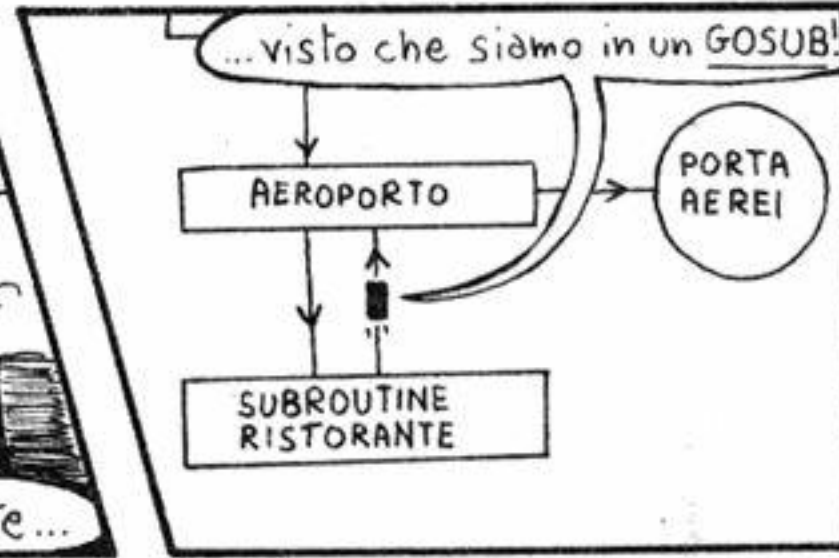 ...visto che siamo in un GOSUB!
AEROPORTO
PORTA
AEREI
SUBROUTINE
RISTORANTE